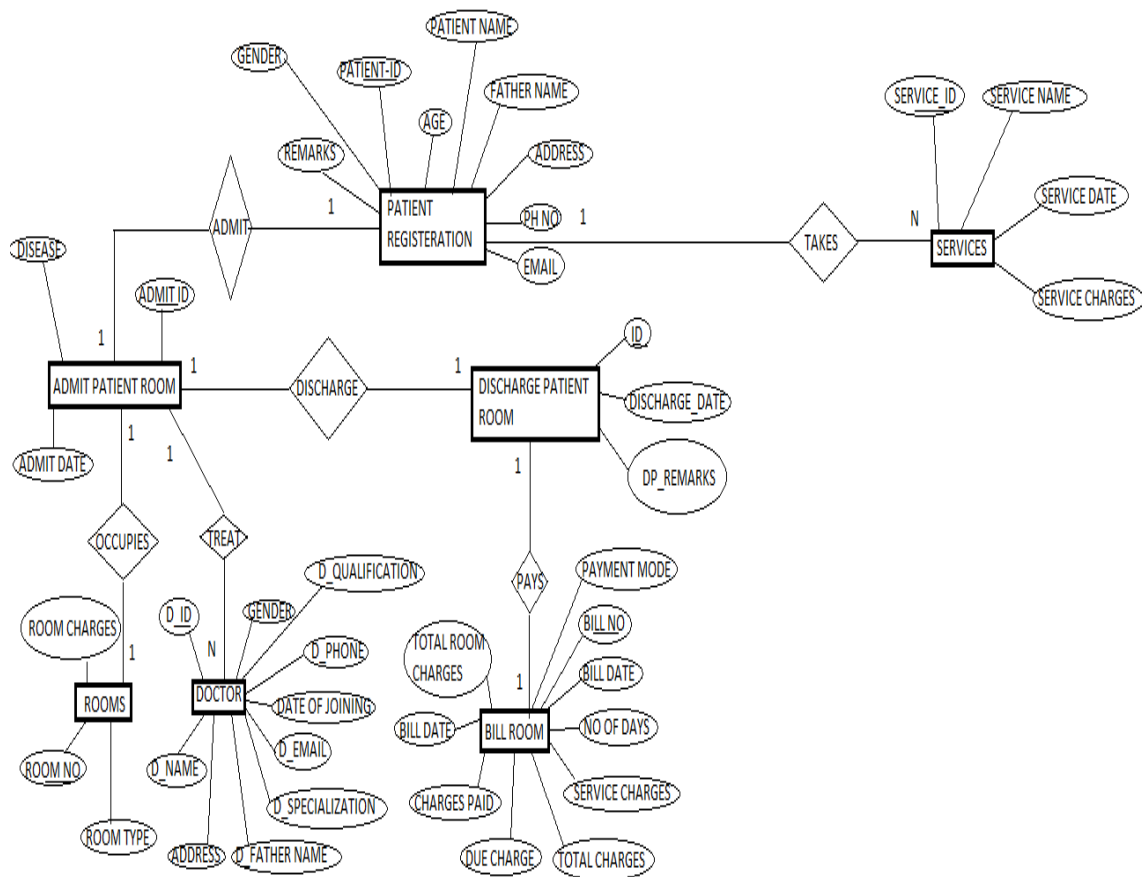 PATIENT NAME
GENDER
PATIENT-ID
FATHER NAME
SERVICE_ID
SERVICE NAME
AGE
REMARKS
ADDRESS
SERVICE DATE
1
PATIENT
REGISTERATION
PH NO
1
N
ADMIT
TAKES
SERVICES
DISEASE
EMAIL
ADMIT ID
SERVICE CHARGES
1
ID
1
1
ADMIT PATIENT ROOM
DISCHARGE
DISCHARGE PATIENT
ROOM
DISCHARGE_DATE
1
1
1
ADMIT DATE
DP_REMARKS
OCCUPIES
TREAT
D_QUALIFICATION
PAYS
PAYMENT MODE
D_ID
GENDER
ROOM CHARGES
BILL NO
N
D_PHONE
TOTAL ROOM
CHARGES
1
BILL DATE
1
ROOMS
DOCTOR
DATE OF JOINING
BILL DATE
BILL ROOM
NO OF DAYS
D_EMAIL
ROOM NO
D_NAME
SERVICE CHARGES
CHARGES PAID
D_SPECIALIZATION
ROOM TYPE
ADDRESS
D_FATHER NAME
DUE CHARGE
TOTAL CHARGES